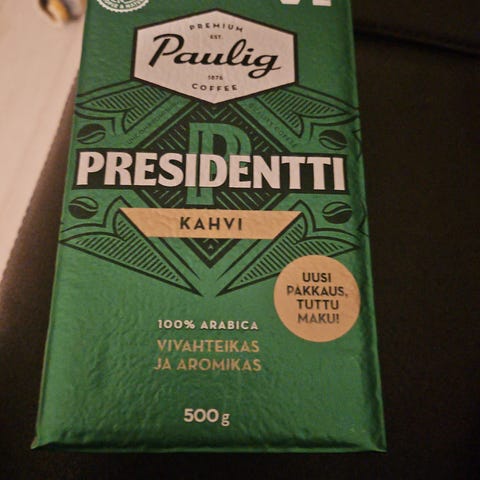 PREMIUM
EST.
Paulig
1876
COFFEE
P
PRESIDENTTI
KAHVI
UUSI
PAKKAUS,
TUTTU
MAKU!
100% ARABICA
VIVAHTEIKAS
JA AROMIKAS
500g